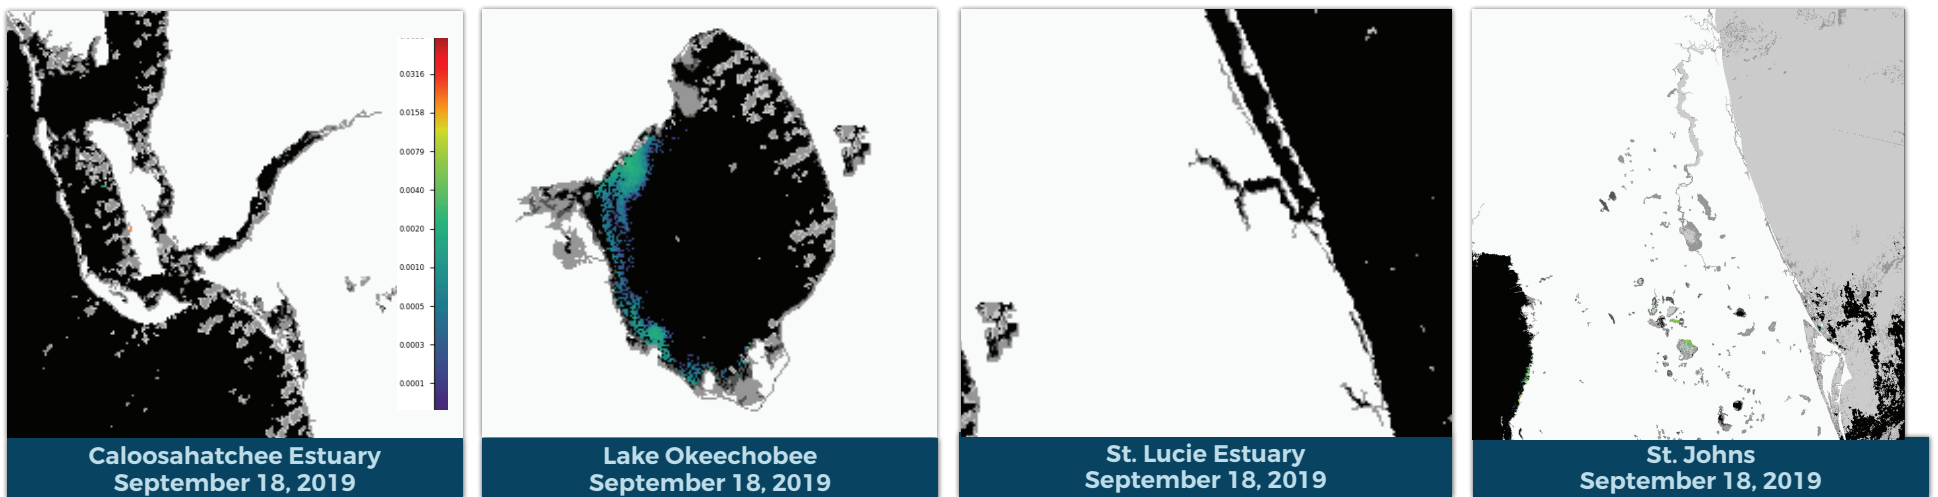 0.0316
0.0158
0.0079
0.0040
0.0020
0.0010
0.0005
0.0003
0.0001
Caloosahatchee Estuary
September 18, 2019
Lake Okeechobee
September 18, 2019
St. Lucie Estuary
September 18, 2019
St. Johns
September 18, 2019